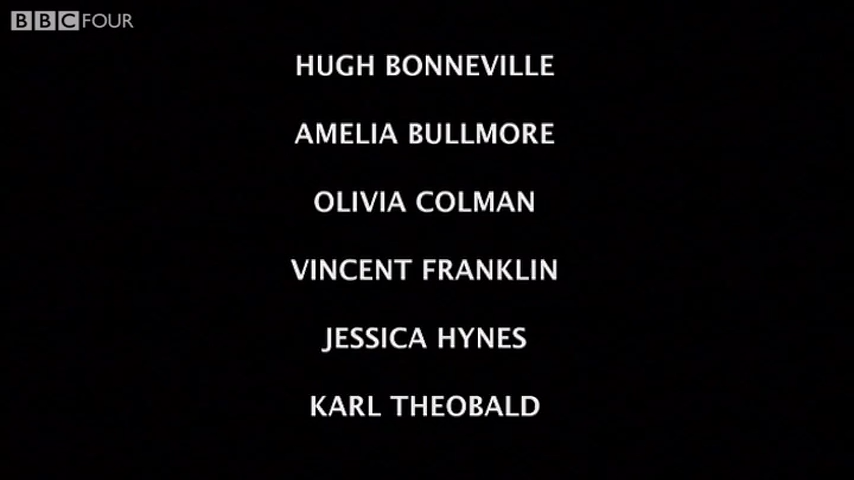 BBC FOUR
HUGH BONNEVILLE
AMELIA BULLMORE
OLIVIA COLMAN
VINCENT FRANKLIN
JESSICA HYNES
KARL THEOBALD